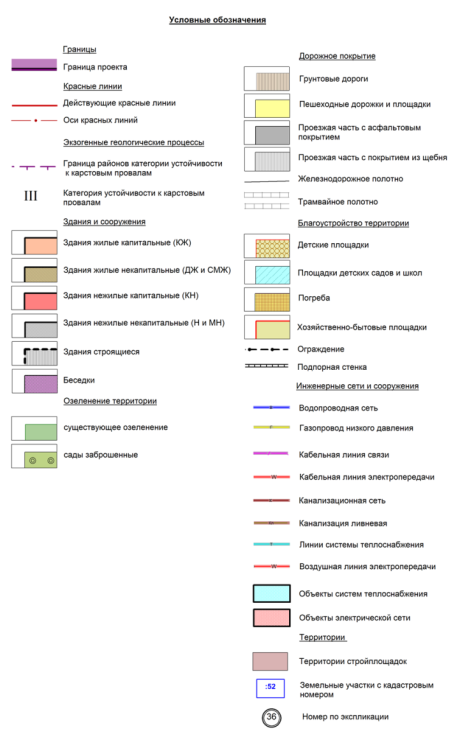 Условные обозначения
Границы
Граница проекта
Красные линии
Действующие красные линии
Оси красных линий
Экзогенные геологические процессы
Граница районов категории устойчивости
к карстовым провалам
III
Категория устойчивости к карстовым
провалам
Здания и сооружения
Здания жилые капитальные (КЖ)
Здания жилые некапитальные (ДЖ и СМЖ)
Здания нежилые капитальные (КН)
Здания нежилые некапитальные (Н и МН)
Здания строящиеся
Беседки
Озеленение территории
существующее озеленение
сады заброшенные
Дорожное покрытие
Грунтовые дороги
Пешеходные дорожки и площадки
Проезжая часть с асфальтовым
покрытием
Проезжая часть с покрытием из щебня
Железнодорожное полотно
Трамвайное полотно
Благоустройство территории
Детские площадки
Площадки детских садов и школ
Погреба
Хозяйственно-бытовые площадки
Ограждение
Подпорная стенка
Инженерные сети и сооружения
Водопроводная сеть
Газопровод низкого давления
Кабельная линия связи
W
Кабельная линия электропередачи
Канализационная сеть
Канализация ливневая
Т
Линии системы теплоснабжения
W
Воздушная линия электропередачи
Объекты систем теплоснабжения
Объекты электрической сети
Территории
Территории стройплощадок
:52
Земельные участки с кадастровым
номером
36
Номер по экспликации